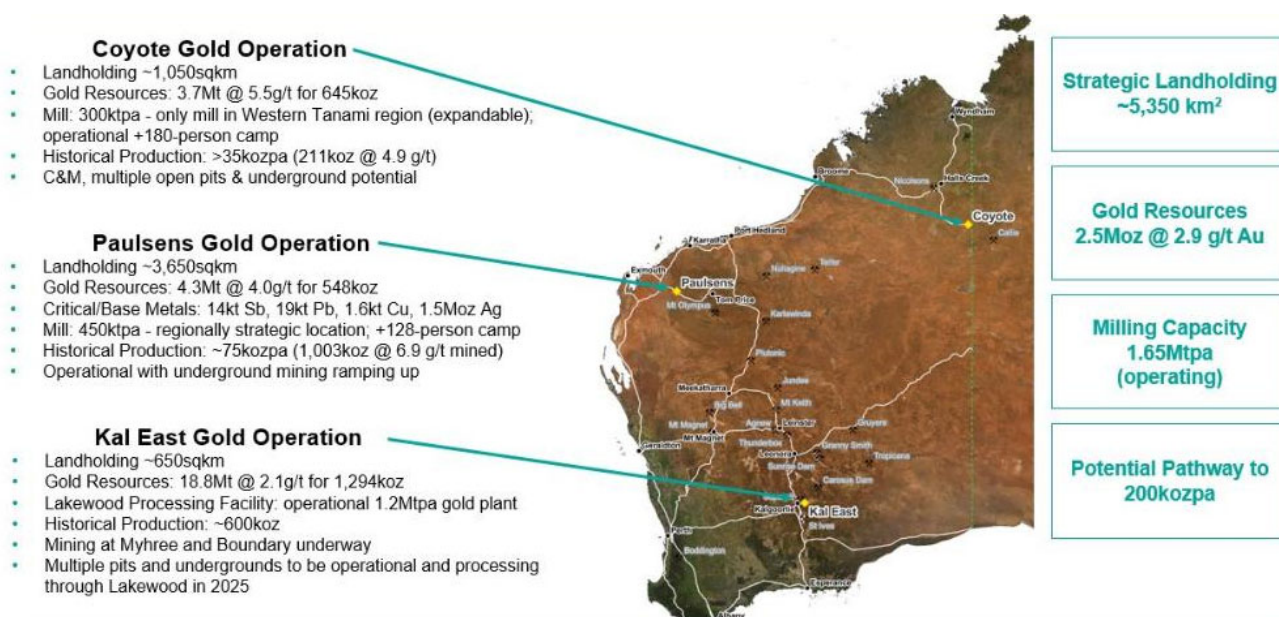 Coyote Gold Operation
• Landholding ~1,050sqkm
• Gold Resources: 3.7Mt @ 5.5g/t for 645koz
• Mill: 300ktpa - only mill in Western Tanami region (expandable);
operational +180-person camp
• Historical Production: >35kozpa (211koz @ 4.9 g/t)
• C&M, multiple open pits & underground potential
Paulsens Gold Operation
• Landholding ~3,650sqkm
• Gold Resources: 4.3Mt @ 4.0g/t for 548koz
• Critical/Base Metals: 14kt Sb, 19kt Pb, 1.6kt Cu, 1.5Moz Ag
• Mill: 450ktpa - regionally strategic location; +128-person camp
• Historical Production: ~75kozpa (1,003koz @ 6.9 g/t mined)
• Operational with underground mining ramping up
Kal East Gold Operation
• Landholding ~650sqkm
• Gold Resources: 18.8Mt @ 2.1g/t for 1,294koz
• Lakewood Processing Facility: operational 1.2Mtpa gold plant
• Historical Production: ~600koz
• Mining at Myhree and Boundary underway
• Multiple pits and undergrounds to be operational and processing
through Lakewood in 2025
Wyndham
Broome
Nicolsons
Halls Creek
Coyote
Callie
Port Hedland
Karratha
Exmouth
Paulsens
Nullagine
Telfer
Tom Price
Mt Olympus
Karlawinda
Plutonic
Meekatharra
Jundee
Big Bell
Mt Keith
Mt Magnet
Mt Magnet
Agnew
Leinster
Gruyere
Geraldton
Thunderbox
Leonora
Granny Smith
Sunrise Dam
Tropicana
Carosue Dam
Kalgoorlie
Kal East
St Ives
Perth
Boddington
Esperance
Albany
Strategic Landholding
~5,350 km²
Gold Resources
2.5Moz @ 2.9 g/t Au
Milling Capacity
1.65Mtpa
(operating)
Potential Pathway to
200kozpa